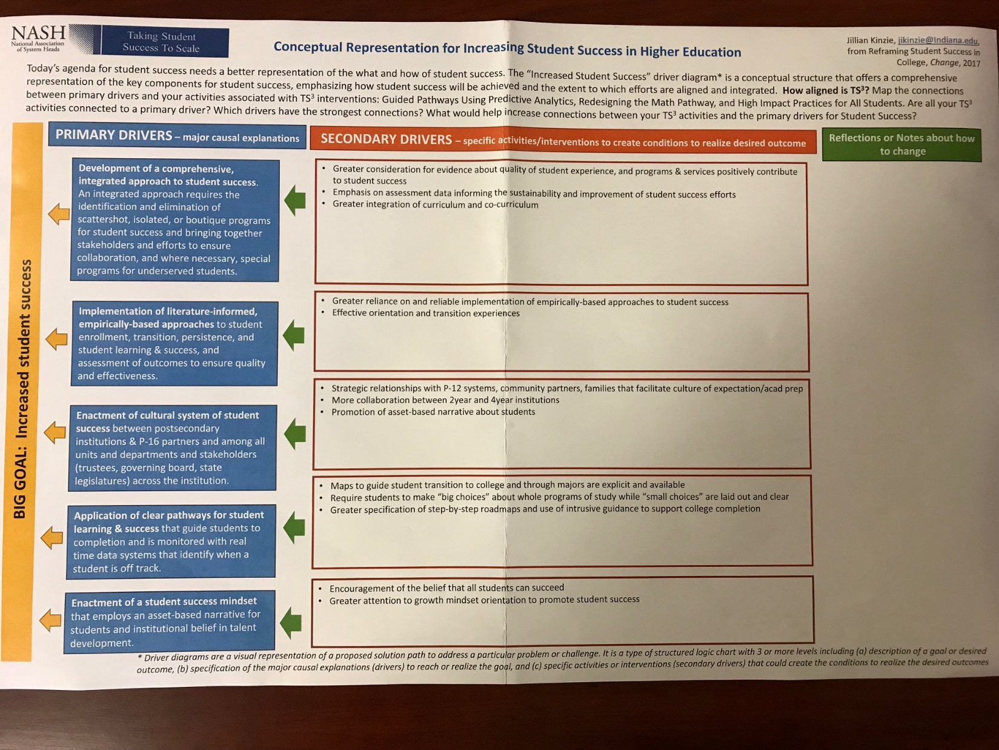 NASH
National Association
of System Heads
Taking Student
Success To Scale
Conceptual Representation for Increasing Student Success in Higher Education
Jillian Kinzie, jikinzie@Indiana.edu,
from Reframing Student Success in
College, Change, 2017
Today's agenda for student success needs a better representation of the what and how of student success. The "Increased Student Success" driver diagram* is a conceptual structure that offers a comprehensive
representation of the key components for student success, emphasizing how student success will be achieved and the extent to which efforts are aligned and integrated. How aligned is TS³? Map the connections
between primary drivers and your activities associated with TS³ interventions: Guided Pathways Using Predictive Analytics, Redesigning the Math Pathway, and High Impact Practices for All Students. Are all your TS³
activities connected to a primary driver? Which drivers have the strongest connections? What would help increase connections between your TS³ activities and the primary drivers for Student Success?
BIG GOAL: Increased student success
PRIMARY DRIVERS – major causal explanations
SECONDARY DRIVERS – specific activities/interventions to create conditions to realize desired outcome
Reflections or Notes about how
to change
Development of a comprehensive,
integrated approach to student success.
An integrated approach requires the
identification and elimination of
scattershot, isolated, or boutique programs
for student success and bringing together
stakeholders and efforts to ensure
collaboration, and where necessary, special
programs for underserved students.
• Greater consideration for evidence about quality of student experience, and programs & services positively contribute
to student success
• Emphasis on assessment data informing the sustainability and improvement of student success efforts
• Greater integration of curriculum and co-curriculum
Implementation of literature-informed,
empirically-based approaches to student
enrollment, transition, persistence, and
student learning & success, and
assessment of outcomes to ensure quality
and effectiveness.
• Greater reliance on and reliable implementation of empirically-based approaches to student success
• Effective orientation and transition experiences
Enactment of cultural system of student
success between postsecondary
institutions & P-16 partners and among all
units and departments and stakeholders
(trustees, governing board, state
legislatures) across the institution.
• Strategic relationships with P-12 systems, community partners, families that facilitate culture of expectation/acad prep
• More collaboration between 2year and 4year institutions
• Promotion of asset-based narrative about students
Application of clear pathways for student
learning & success that guide students to
completion and is monitored with real
time data systems that identify when a
student is off track.
• Maps to guide student transition to college and through majors are explicit and available
• Require students to make "big choices" about whole programs of study while "small choices" are laid out and clear
• Greater specification of step-by-step roadmaps and use of intrusive guidance to support college completion
Enactment of a student success mindset
that employs an asset-based narrative for
students and institutional belief in talent
development.
• Encouragement of the belief that all students can succeed
• Greater attention to growth mindset orientation to promote student success
* Driver diagrams are a visual representation of a proposed solution path to address a particular problem or challenge. It is a type of structured logic chart with 3 or more levels including (a) description of a goal or desired
outcome, (b) specification of the major causal explanations (drivers) to reach or realize the goal, and (c) specific activities or interventions (secondary drivers) that could create the conditions to realize the desired outcomes